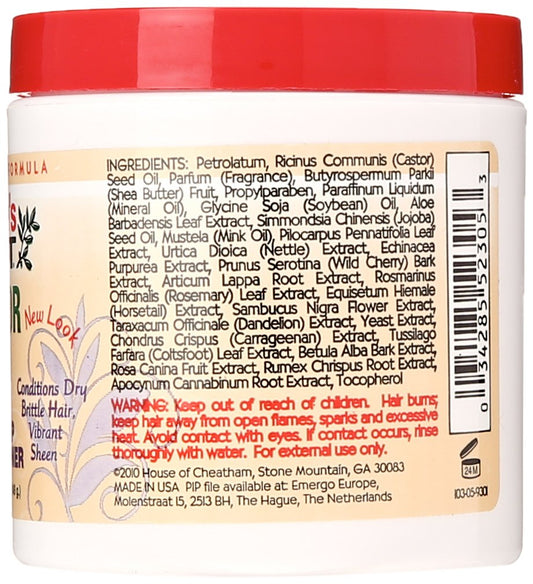 FORMULA
S
T.
R
New Look
Conditions Dry
Brittle Hair,
Vibrant
Sheen
P
NER
INGREDIENTS: Petrolatum, Ricinus Communis (Castor)
Seed Oil, Parfum (Fragrance), Butyrospermum Parkii
(Shea Butter) Fruit, Propylparaben, Paraffinum Liquidum
(Mineral Oil), Glycine Soja (Soybean) Oil, Aloe
Barbadensis Leaf Extract, Simmondsia Chinensis (Jojoba)
Seed Oil, Mustela (Mink Oil) Pilocarpus Pennatifolia Leaf
Extract, Urtica Dioica (Nettle) Extract, Echinacea
Purpurea Extract, Prunus Serotina (Wild Cherry) Bark
Extract, Articum Lappa Root Extract, Rosmarinus
Officinalis (Rosemary) Leaf Extract, Equisetum Hiemale
(Horsetail) Extract, Sambucus Nigra Flower Extract,
Taraxacum Officinale (Dandelion) Extract, Yeast Extract,
Chondrus Crispus (Carrageenan) Extract, Tussilago
Farfara (Coltsfoot) Leaf Extract, Betula Alba Bark Extract,
Rosa Canina Fruit Extract, Rumex Chrispus Root Extract,
Apocynum Cannabinum Root Extract, Tocopherol
WARNING: Keep out of reach of children. Hair burns;
keep hair away from open flames, sparks and excessive
heat. Avoid contact with eyes. If contact occurs, rinse
thoroughly with water. For external use only.
©2010 House of Cheatham, Stone Mountain, GA 30083
MADE IN USA PIP file available at: Emergo Europe,
Molenstraat 15, 2513 BH, The Hague, The Netherlands
0 34285 52305 3
24M
103-05-9301